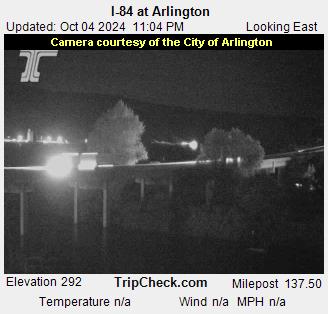 I-84 at Arlington
Updated: Oct 04 2024 11:04 PM Looking East
Camera courtesy of the City of Arlington
Elevation 292 TripCheck.com Milepost 137.50
Temperature n/a Wind n/a MPH n/a